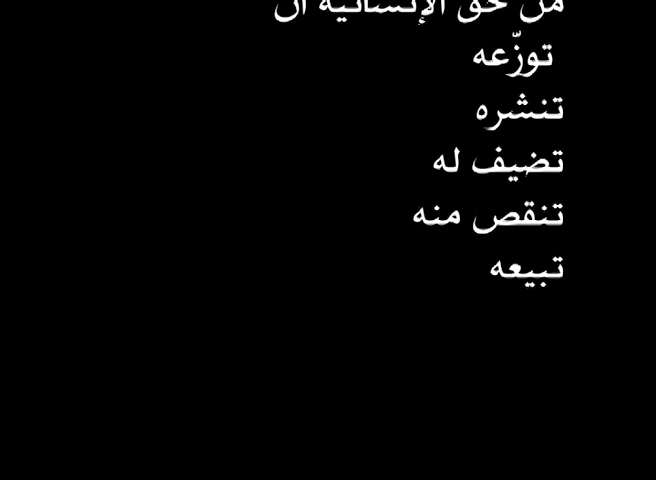 من حق الإنسانية أن
توزّعه
تنشره
تضيف له
تنقص منه
تبيعه